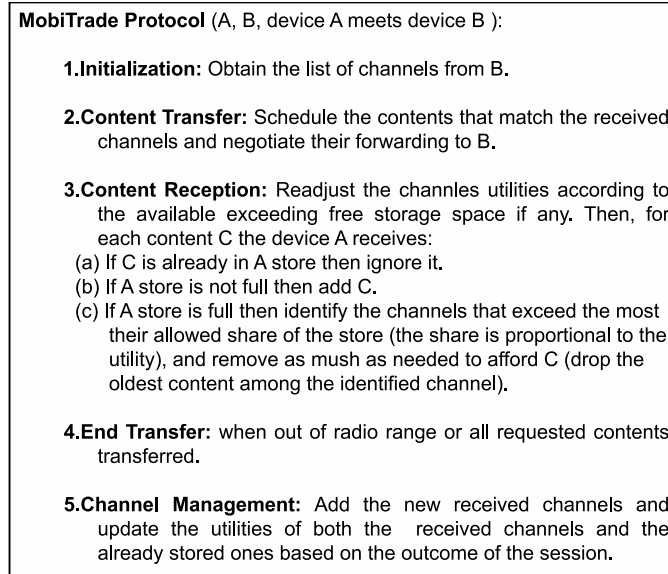 MobiTrade Protocol (A, B, device A meets device B ):
1.Initialization: Obtain the list of channels from B.
2.Content Transfer: Schedule the contents that match the received
channels and negotiate their forwarding to B.
3.Content Reception: Readjust the channles utilities according to
the available exceeding free storage space if any. Then, for
each content C the device A receives:
(a) If C is already in A store then ignore it.
(b) If A store is not full then add C.
(c) If A store is full then identify the channels that exceed the most
their allowed share of the store (the share is proportional to the
utility), and remove as mush as needed to afford C (drop the
oldest content among the identified channel).
4.End Transfer: when out of radio range or all requested contents
transferred.
5.Channel Management: Add the new received channels and
update the utilities of both the received channels and the
already stored ones based on the outcome of the session.